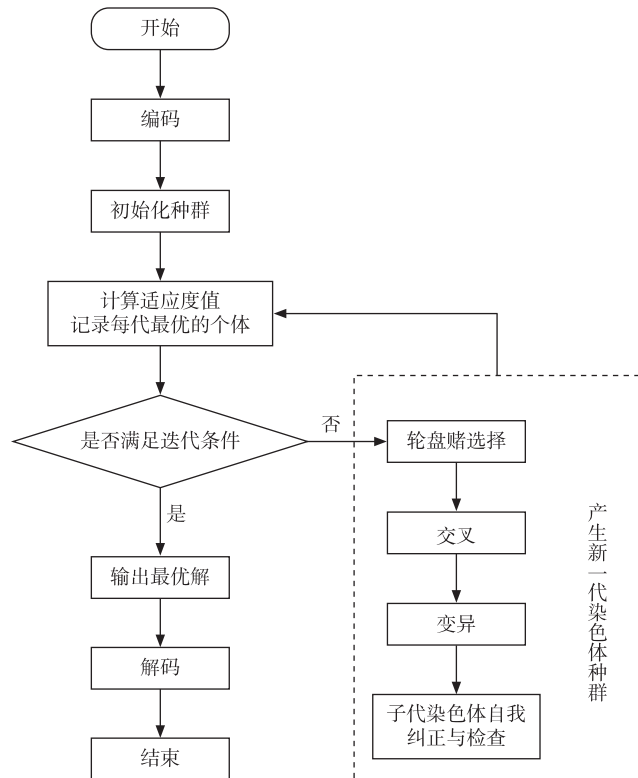 开始
编码
初始化种群
计算适应度值
记录每代最优的个体
是否满足迭代条件
否
是
输出最优解
解码
结束
轮盘赌选择
交叉
变异
子代染色体自我
纠正与检查
产生新一代染色体种群